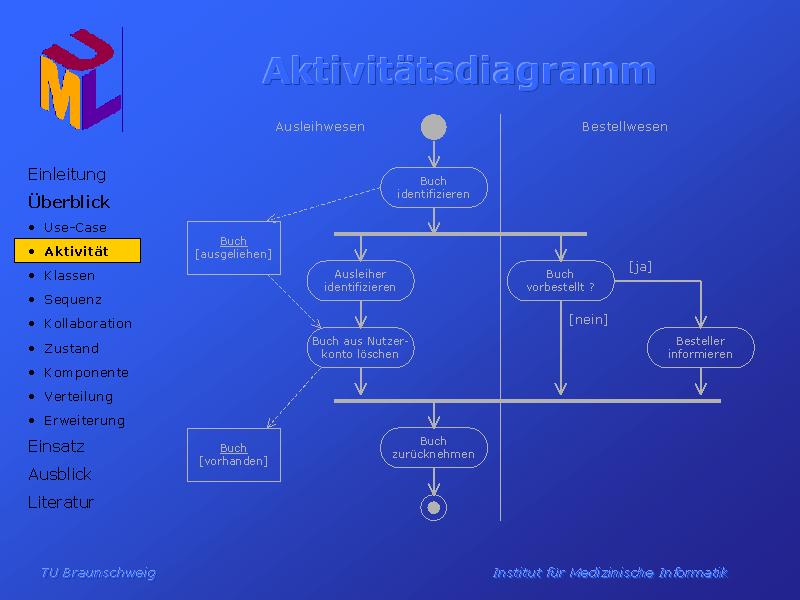 UML
Aktivitätsdiagramm
Einleitung
Überblick
• Use-Case
• Aktivität
• Klassen
• Sequenz
• Kollaboration
• Zustand
• Komponente
• Verteilung
• Erweiterung
Einsatz
Ausblick
Literatur
Ausleihwesen
Bestellwesen
Buch
identifizieren
Buch
[ausgeliehen]
Ausleiher
identifizieren
Buch
vorbestellt ?
[ja]
[nein]
Buch aus Nutzer-
konto löschen
Besteller
informieren
Buch
[vorhanden]
Buch
zurücknehmen
TU Braunschweig
Institut für Medizinische Informatik